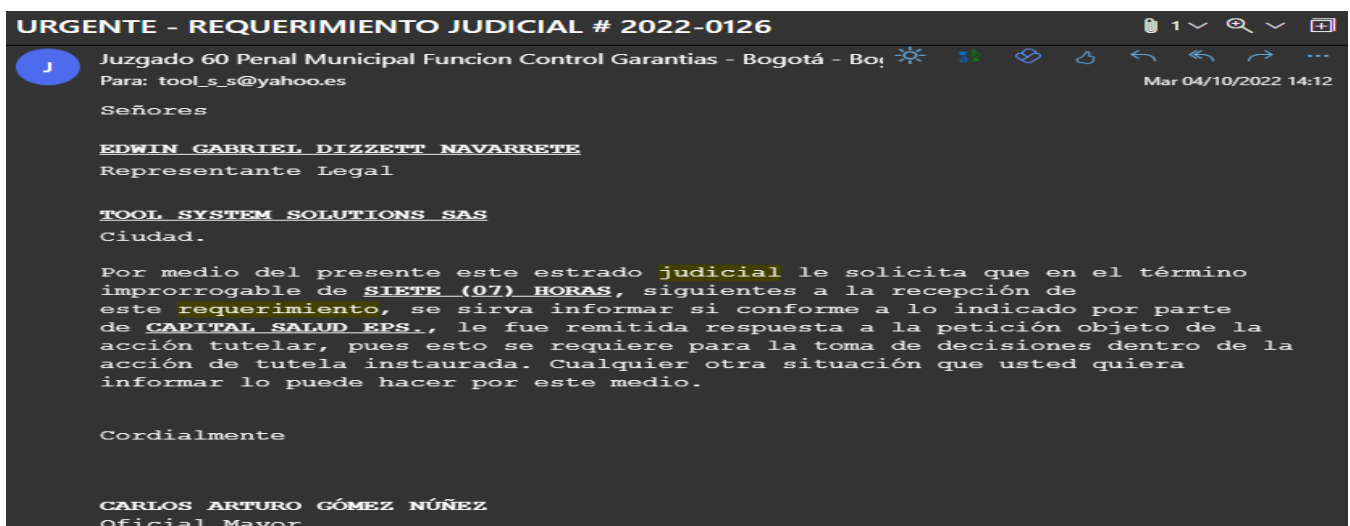 URGENTE - REQUERIMIENTO JUDICIAL # 2022-0126
1
J
Juzgado 60 Penal Municipal Funcion Control Garantias - Bogotá -
Para: tool_s_s@yahoo.es
Mar 04/10/2022 14:12
Señores
EDWIN GABRIEL DIZZETT NAVARRETE
Representante Legal
TOOL SYSTEM SOLUTIONS SAS
Ciudad.
Por medio del presente este estrado judicial le solicita que en el término
improrrogable de SIETE (07) HORAS, siguientes a la recepción de
este requerimiento, se sirva informar si conforme a lo indicado por parte
de CAPITAL SALUD EPS., le fue remitida respuesta a la petición objeto de la
acción tutelar, pues esto se requiere para la toma de decisiones dentro de la
acción de tutela instaurada. Cualquier otra situación que usted quiera
informar lo puede hacer por este medio.
Cordialmente
CARLOS ARTURO GÓMEZ NÚÑEZ
Oficial Mayor